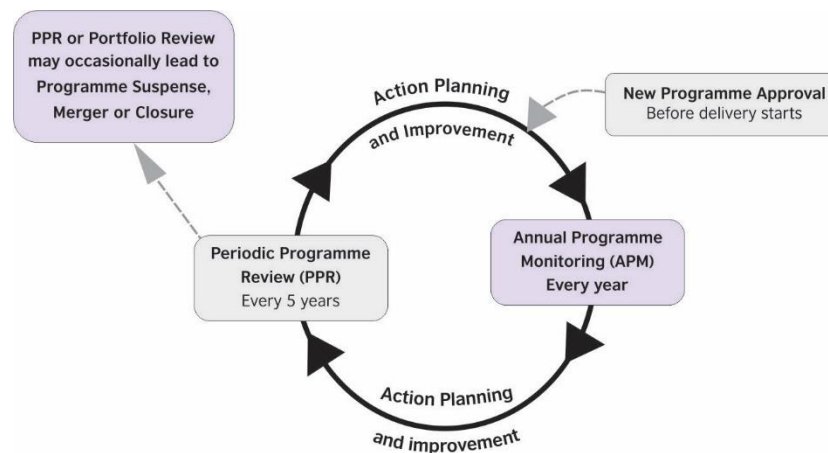 PPR or Portfolio Review
may occasionally lead to
Programme Suspense,
Merger or Closure
Action Planning
and Improvement
New Programme Approval
Before delivery starts
Periodic Programme
Review (PPR)
Every 5 years
Annual Programme
Monitoring (APM)
Every year
Action Planning
and improvement